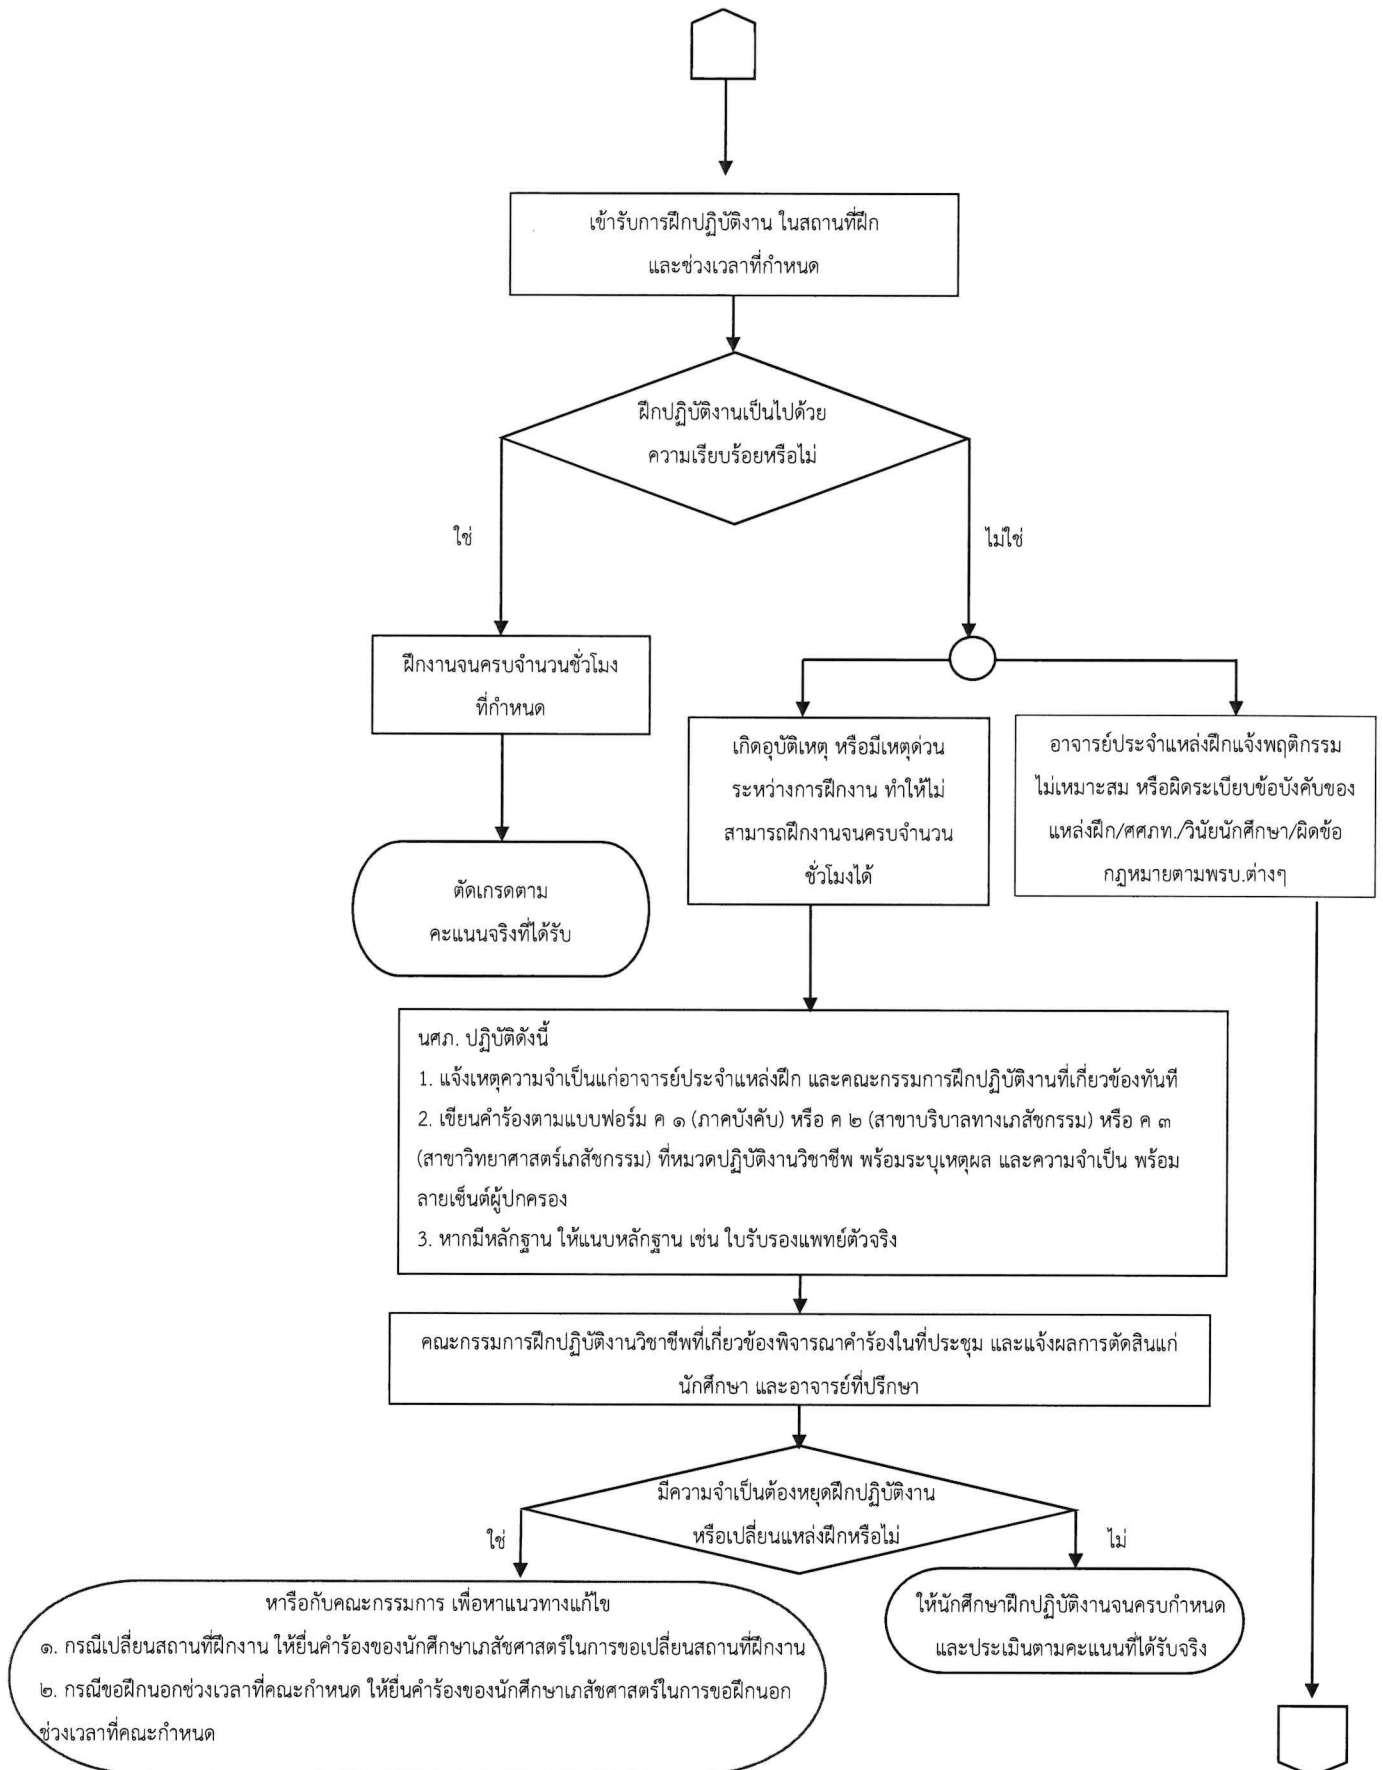 เข้ารับการฝึกปฏิบัติงาน ในสถานที่ฝึก
และช่วงเวลาที่กำหนด
ฝึกปฏิบัติงานเป็นไปด้วย
ความเรียบร้อยหรือไม่
ใช่
ไม่ใช่
ฝึกงานจนครบจำนวนชั่วโมง
ที่กำหนด
ตัดเกรดตาม
คะแนนจริงที่ได้รับ
เกิดอุบัติเหตุ หรือมีเหตุด่วน
ระหว่างการฝึกงาน ทำให้ไม่
สามารถฝึกงานจนครบจำนวน
ชั่วโมงได้
อาจารย์ประจำแหล่งฝึกแจ้งพฤติกรรม
ไม่เหมาะสม หรือผิดระเบียบข้อบังคับของ
แหล่งฝึก/ศศภท./วินัยนักศึกษา/ผิดข้อ
กฎหมายตามพรบ.ต่างๆ
นศภ. ปฏิบัติดังนี้
1. แจ้งเหตุความจำเป็นแก่อาจารย์ประจำแหล่งฝึก และคณะกรรมการฝึกปฏิบัติงานที่เกี่ยวข้องทันที
2. เขียนคำร้องตามแบบฟอร์ม ค ๑ (ภาคบังคับ) หรือ ค ๒ (สาขาบริบาลทางเภสัชกรรม) หรือ ค ๓
(สาขาวิทยาศาสตร์เภสัชกรรม) ที่หมวดปฏิบัติงานวิชาชีพ พร้อมระบุเหตุผล และความจำเป็น พร้อม
ลายเซ็นต์ผู้ปกครอง
3. หากมีหลักฐาน ให้แนบหลักฐาน เช่น ใบรับรองแพทย์ตัวจริง
คณะกรรมการฝึกปฏิบัติงานวิชาชีพที่เกี่ยวข้องพิจารณาคำร้องในที่ประชุม และแจ้งผลการตัดสินแก่
นักศึกษา และอาจารย์ที่ปรึกษา
มีความจำเป็นต้องหยุดฝึกปฏิบัติงาน
หรือเปลี่ยนแหล่งฝึกหรือไม่
ใช่
ไม่
หารือกับคณะกรรมการ เพื่อหาแนวทางแก้ไข
๑. กรณีเปลี่ยนสถานที่ฝึกงาน ให้ยื่นคำร้องของนักศึกษาเภสัชศาสตร์ในการขอเปลี่ยนสถานที่ฝึกงาน
๒. กรณีขอฝึกนอกช่วงเวลาที่คณะกำหนด ให้ยื่นคำร้องของนักศึกษาเภสัชศาสตร์ในการขอฝึกนอก
ช่วงเวลาที่คณะกำหนด
ให้นักศึกษาฝึกปฏิบัติงานจนครบกำหนด
และประเมินตามคะแนนที่ได้รับจริง